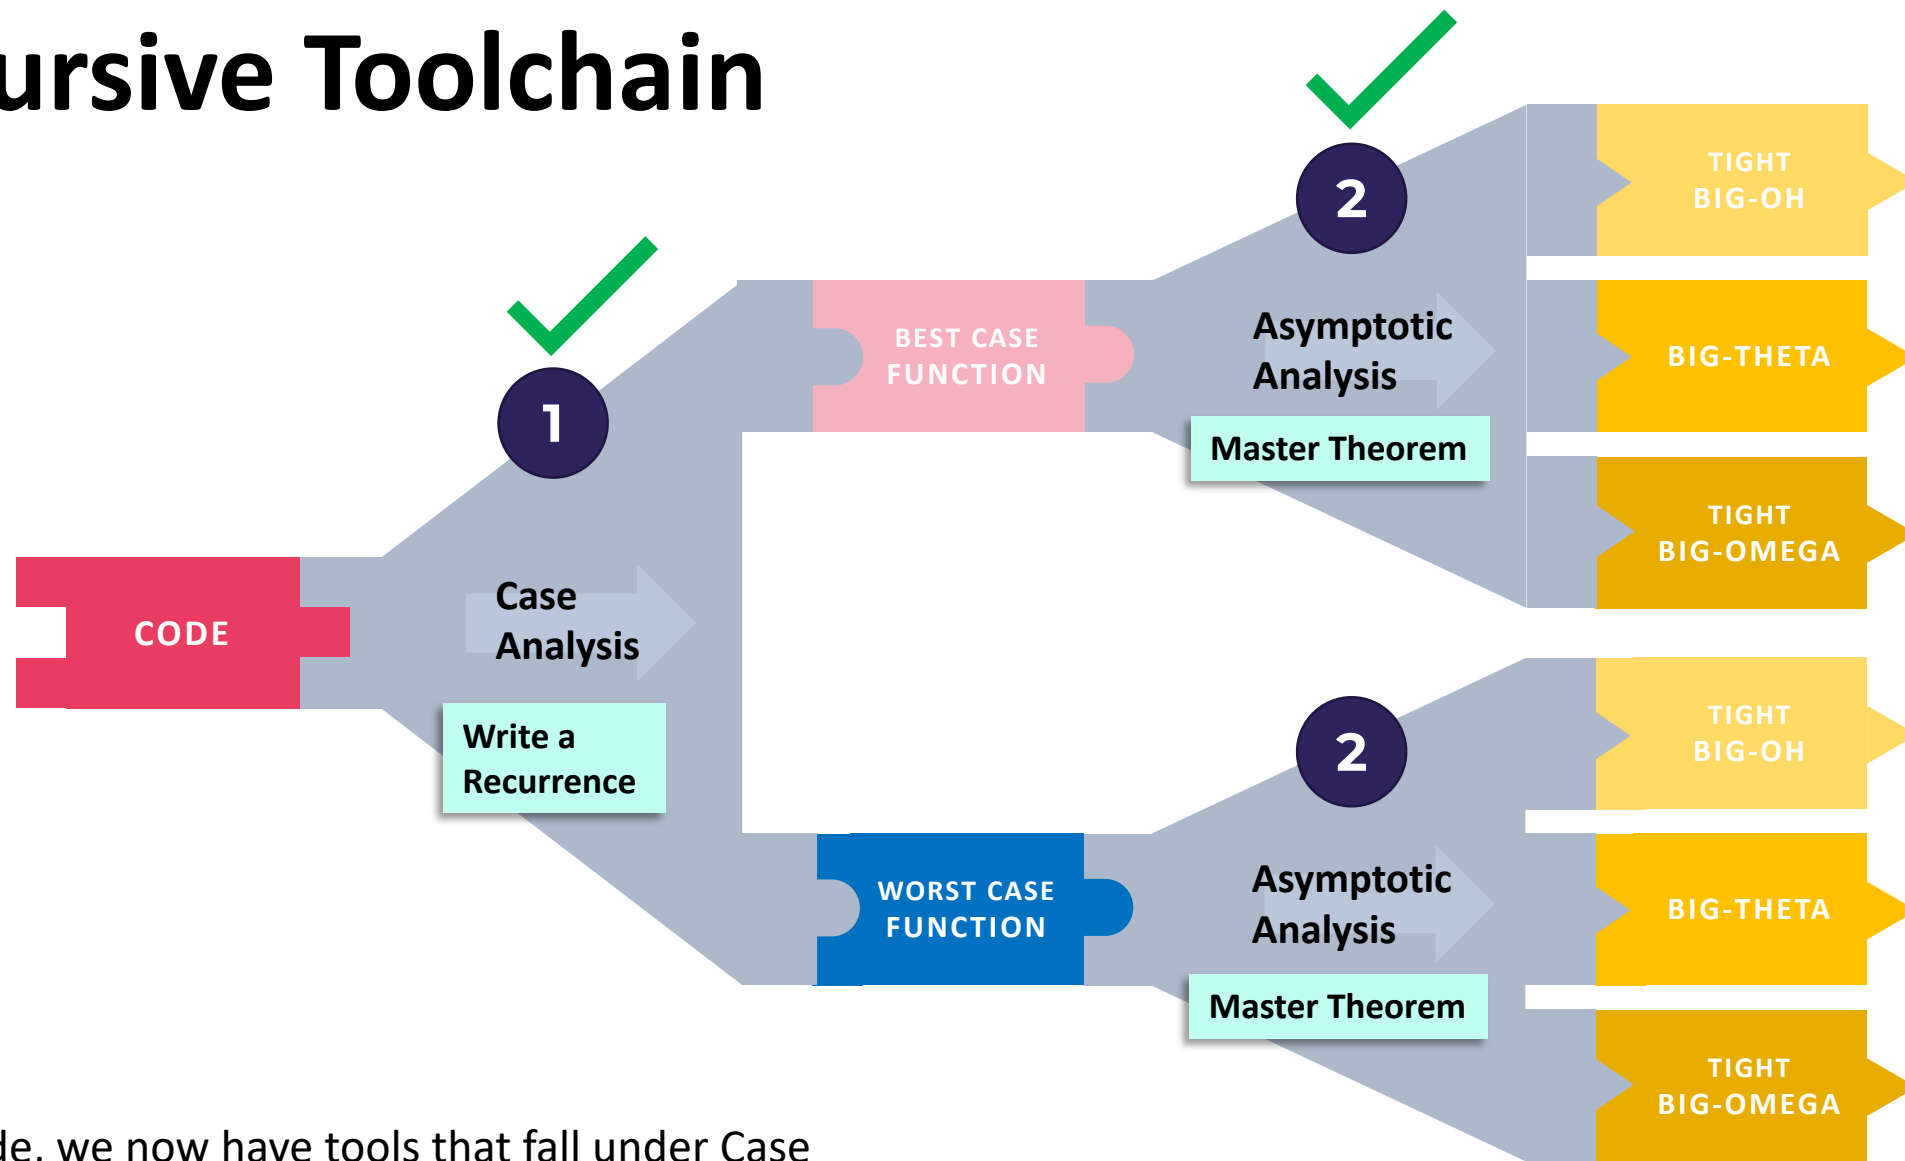 ursive Toolchain
2
TIGHT
BIG-OH
BEST CASE
FUNCTION
Asymptotic
Analysis
BIG-THETA
1
Master Theorem
TIGHT
BIG-OMEGA
CODE
Case
Analysis
Write a
Recurrence
2
TIGHT
BIG-OH
WORST CASE
FUNCTION
Asymptotic
Analysis
BIG-THETA
Master Theorem
TIGHT
BIG-OMEGA
de, we now have tools that fall under Case